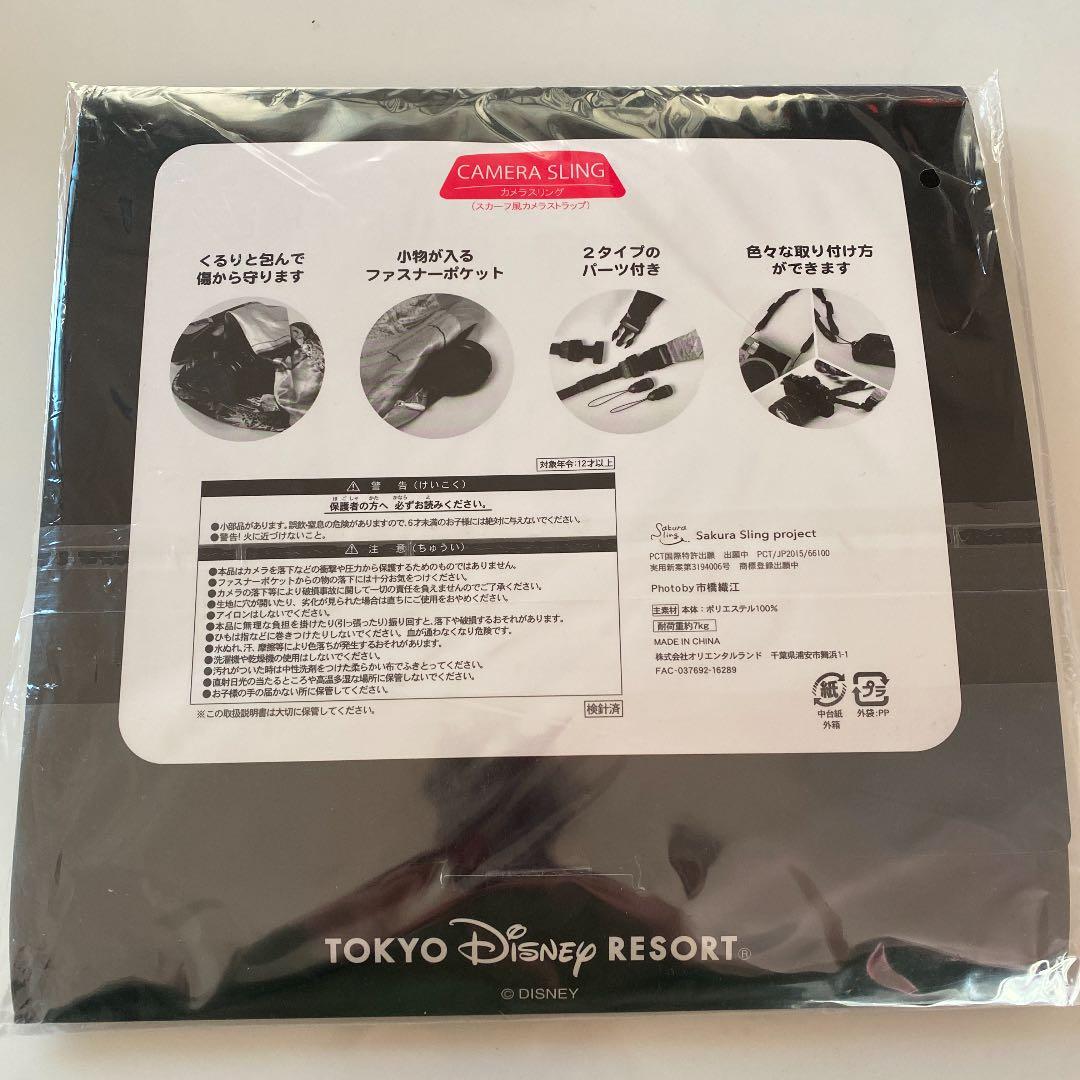 CAMERA SLING
カメラスリング
(スカーフ風カメラストラップ)
くるりと包んで
傷から守ります
小物が入る
ファスナーポケット
2タイプの
パーツ付き
色々な取り付け方
ができます
対象年令:12才以上
⚠ 警 告(けいこく)
ほごしゃ かた かなら よ
保護者の方へ 必ずお読みください。
●小部品があります。誤飲・窒息の危険がありますので、6才未満のお子様には絶対に与えないでください。
●警告! 火に近づけないこと。
⚠ 注 意(ちゅうい)
●本品はカメラを落下などの衝撃や圧力から保護するためのものではありません。
●ファスナーポケットからの物の落下には十分お気をつけください。
●カメラの落下等により破損事故に関して一切の責任を負えませんのでご了承ください。
●生地に穴が開いたり、劣化が見られた場合は直ちにご使用をおやめください。
●アイロンはしないでください。
●本品に無理な負担を掛けたり(引っ張ったり)振り回すと、落下や破損するおそれがあります。
●ひもは指などに巻きつけたりしないでください。血が通わなくなり危険です。
●水ぬれ、汗、摩擦等により色落ちが発生するおそれがあります。
●洗濯機や乾燥機の使用はしないでください。
●汚れがついた時は中性洗剤をつけた柔らかい布でふきとってください。
●直射日光の当たるところや高温多湿な場所に保管しないでください。
●お子様の手の届かない所に保管してください。
※この取扱説明書は大切に保管してください。
検針済
Sakura
Sling
Sakura Sling project
PCT国際特許出願 出願中 PCT/JP2015/66100
実用新案第3194006号 商標登録出願中
Photo by 市橋織江
主素材 本体:ポリエステル100%
耐荷重約7kg
MADE IN CHINA
株式会社オリエンタルランド 千葉県浦安市舞浜1-1
FAC-037692-16289
紙
中台紙
外箱
プラ
外袋:PP
TOKYO Disney RESORT®
© DISNEY